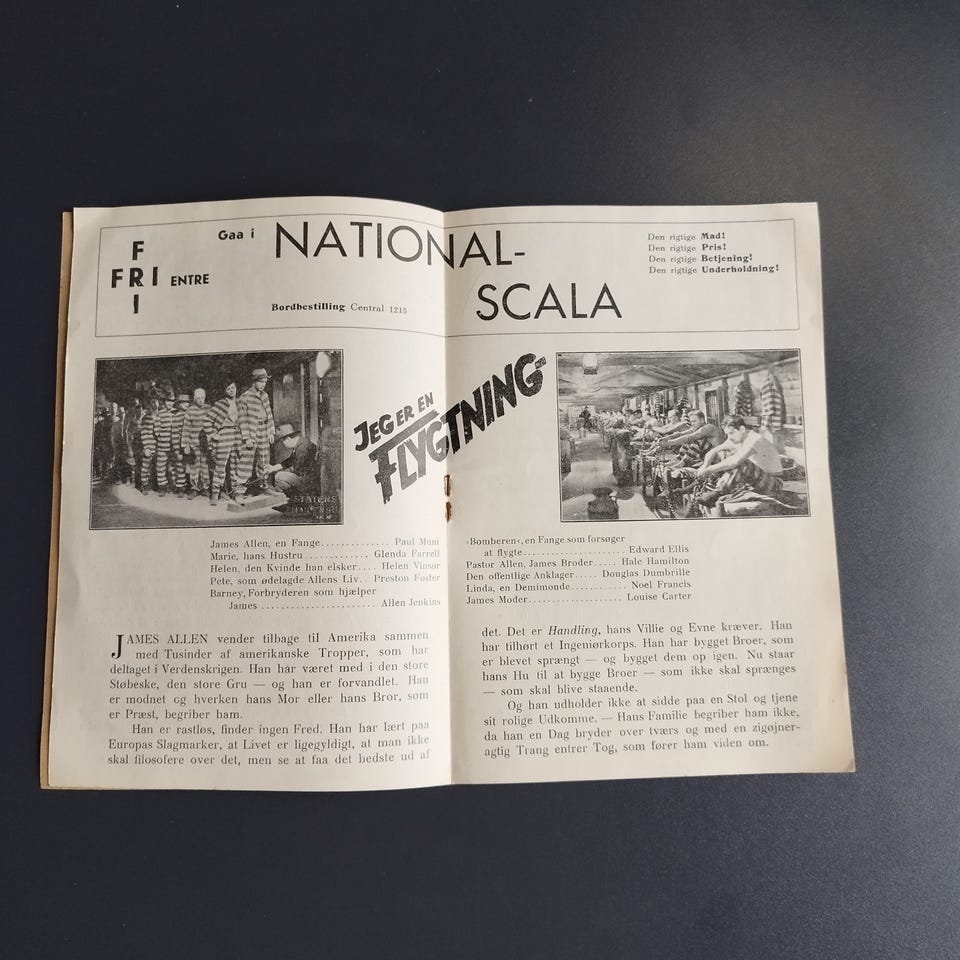 FRI
FRI ENTRE
Gaa i NATIONAL-
SCALA
Bordbestilling Central 1215
Den rigtige Mad!
Den rigtige Pris!
Den rigtige Betjening!
Den rigtige Underholdning!
JEG ER EN
FLYGTNING-
James Allen, en Fange.............. Paul Muni
Marie, hans Hustru............ Glenda Farrell
Helen, den Kvinde han elsker.... Helen Vinson
Pete, som ødelagde Allens Liv.. Preston Foster
Barney, Forbryderen som hjælper
James ....................... Allen Jenkins
JAMES ALLEN vender tilbage til Amerika sammen
med Tusinder af amerikanske Tropper, som har
deltaget i Verdenskrigen. Han har været med i den store
Støbeske, den store Gru — og han er forvandlet. Han
er modnet og hverken hans Mor eller hans Bror, som
er Præst, begriber ham.
Han er rastløs, finder ingen Fred. Han har lært paa
Europas Slagmarker, at Livet er ligegyldigt, at man ikke
skal filosofere over det, men se at faa det bedste ud af
»Bomberen«, en Fange som forsøger
at flygte.................... Edward Ellis
Pastor Allen, James Broder..... Hale Hamilton
Den offentlige Anklager..... Douglas Dumbrille
Linda, en Demimonde............ Noel Francis
James Moder.................... Louise Carter
det. Det er Handling, hans Villie og Evne kræver. Han
har tilhørt et Ingeniørkorps. Han har bygget Broer, som
er blevet sprængt — og bygget dem op igen. Nu staar
hans Hu til at bygge Broer — som ikke skal sprænges
— som skal blive staaende.
Og han udholder ikke at sidde paa en Stol og tjene
sit rolige Udkomme. — Hans Familie begriber ham ikke,
da han en Dag bryder over tværs og med en zigøjner-
agtig Trang entrer Tog, som fører ham viden om.